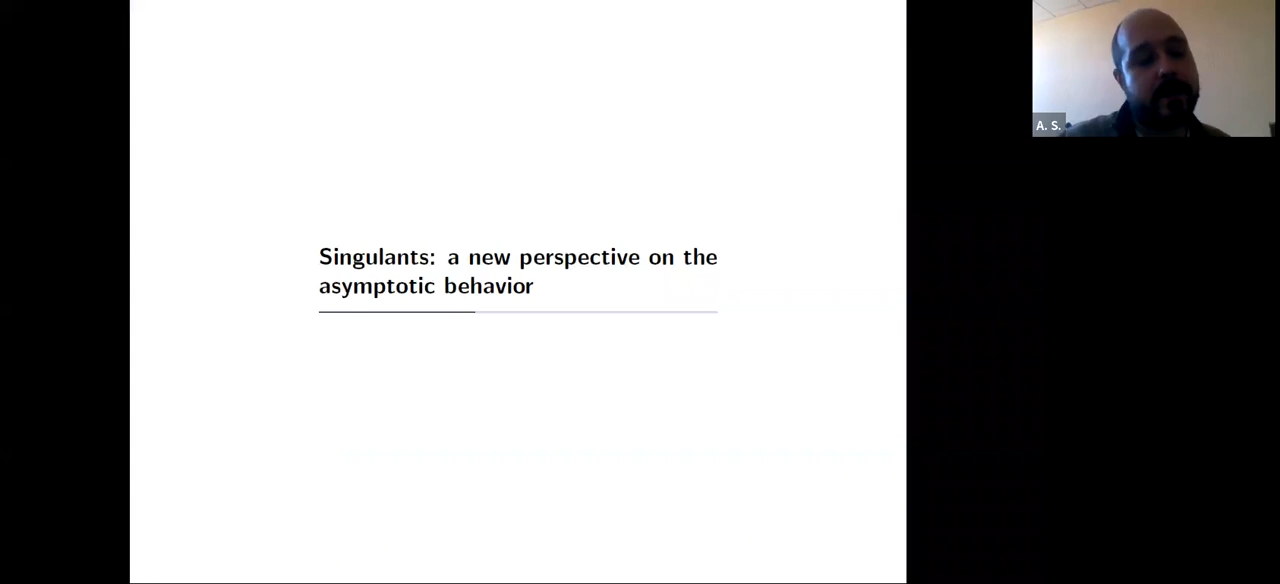 Singulants: a new perspective on the
asymptotic behavior
A. S.